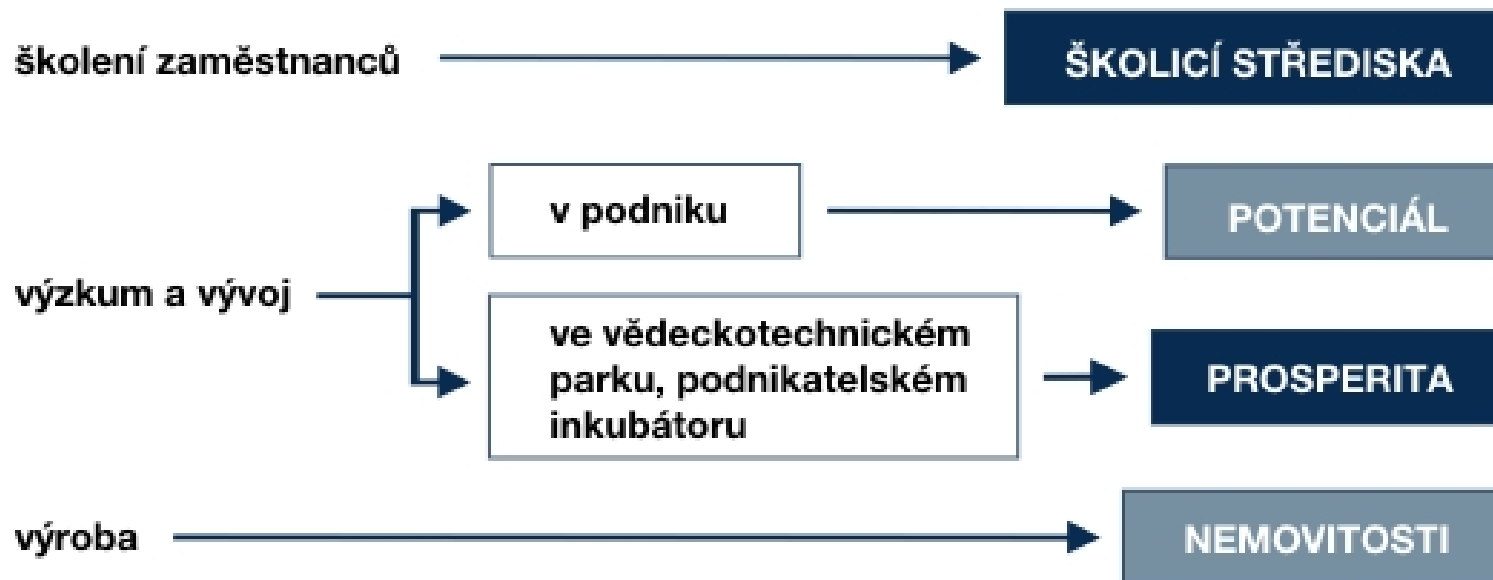 školení zaměstnanců
ŠKOLICÍ STŘEDISKA
v podniku
POTENCIÁL
výzkum a vývoj
ve vědeckotechnickém
parku, podnikatelském
inkubátoru
PROSPERITA
výroba
NEMOVITOSTI